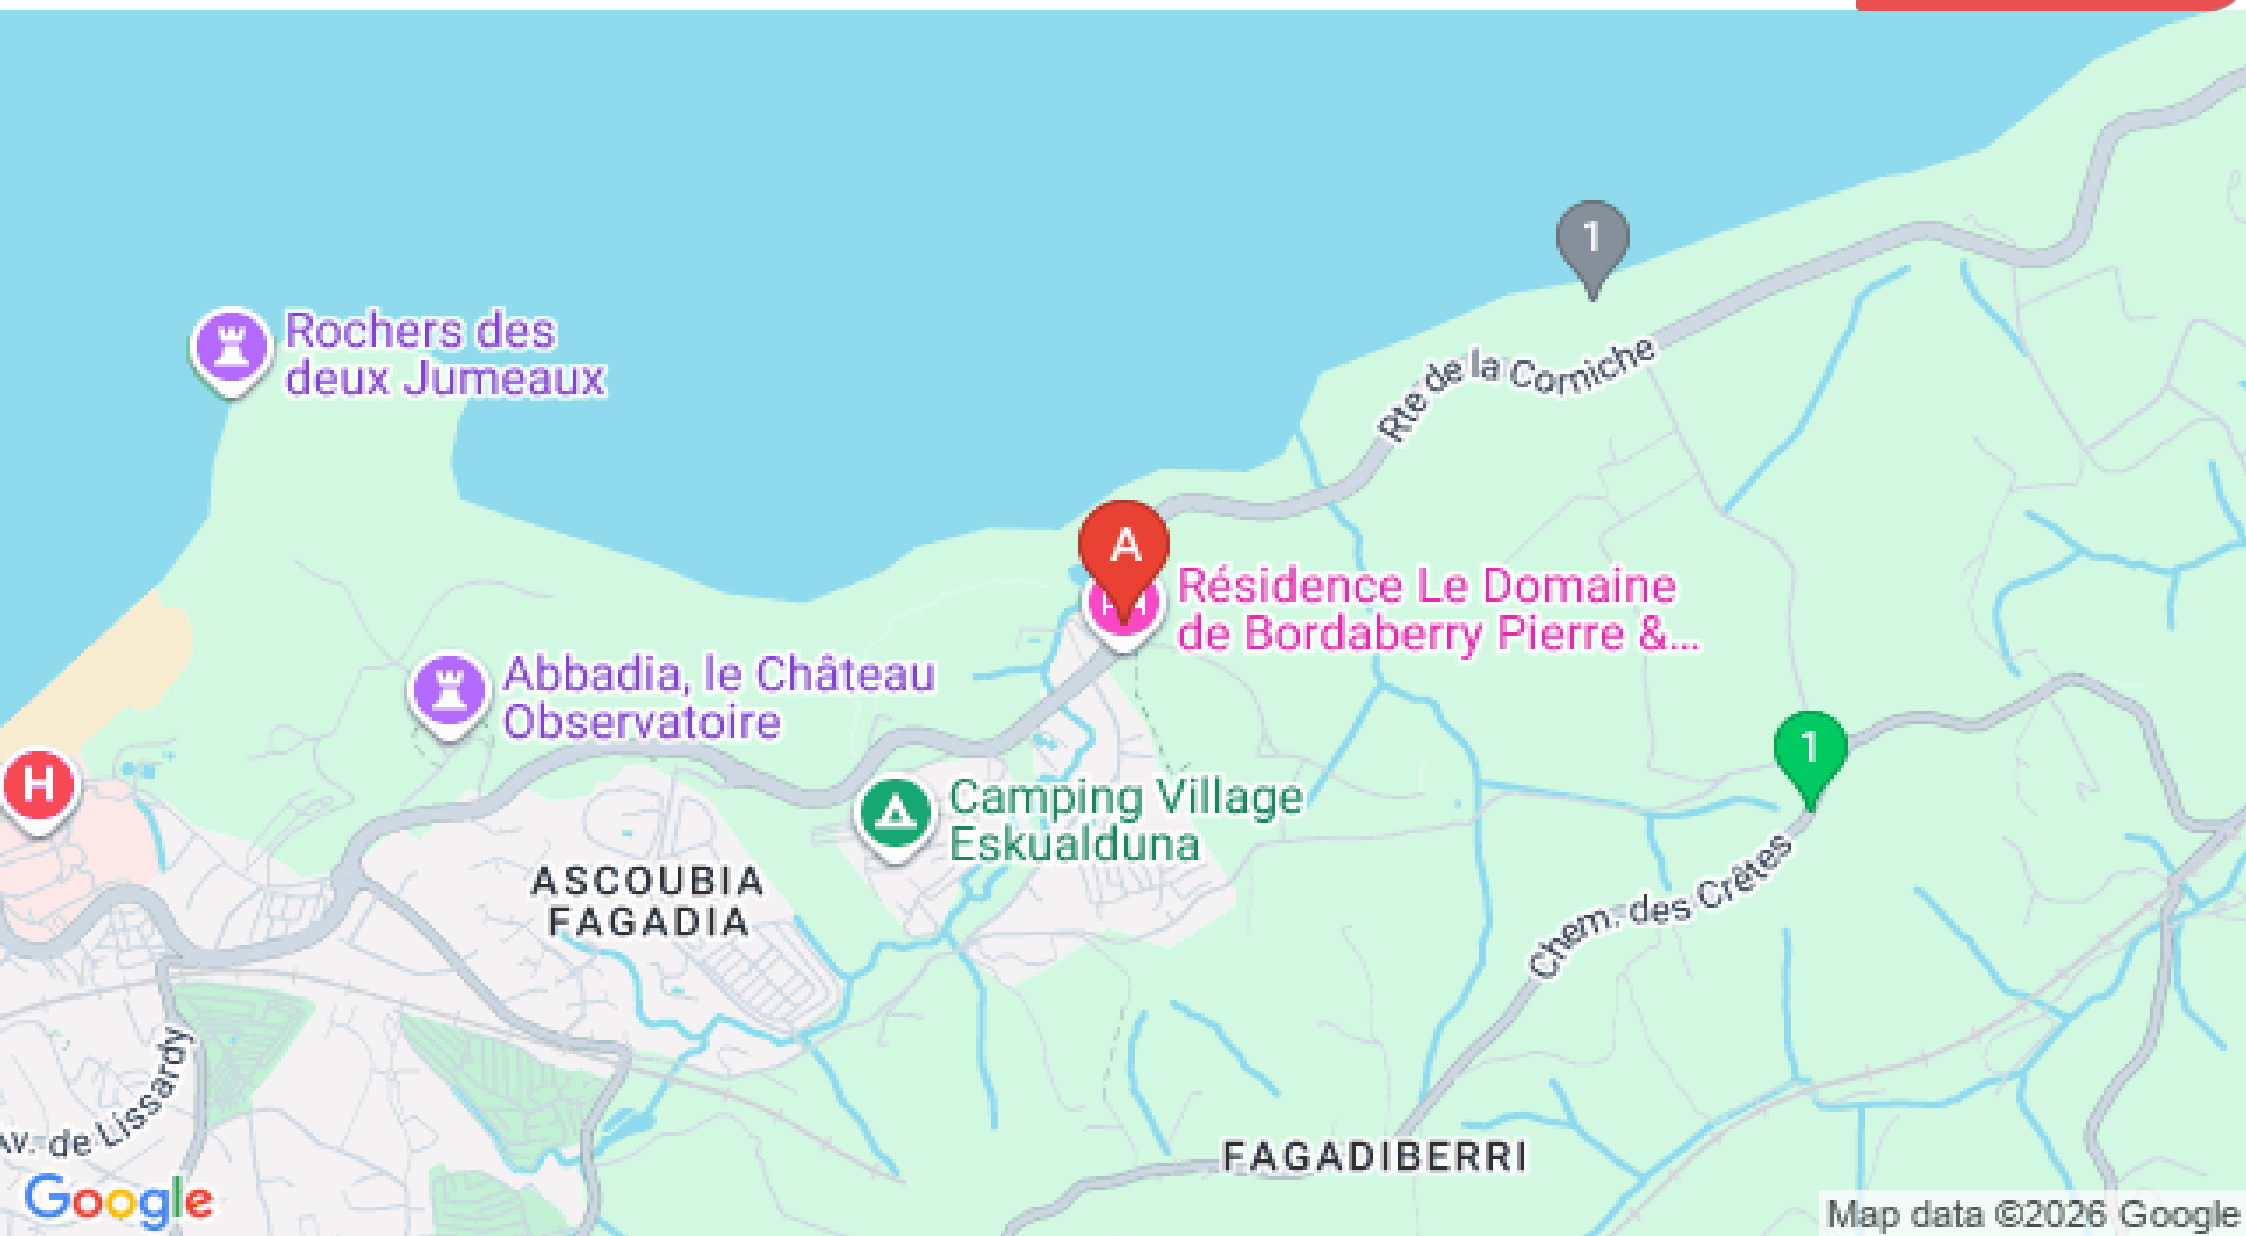 1
Rochers des
deux Jumeaux
Rte de la Corniche
A
Résidence Le Domaine
de Bordaberry Pierre &...
Abbadia, le Château
Observatoire
1
H
Camping Village
Eskualduna
ASCOUBIA
FAGADIA
Chem. des Crêtes
Av. de Lissardy
FAGADIBERRI
Google
Map data ©2026 Google